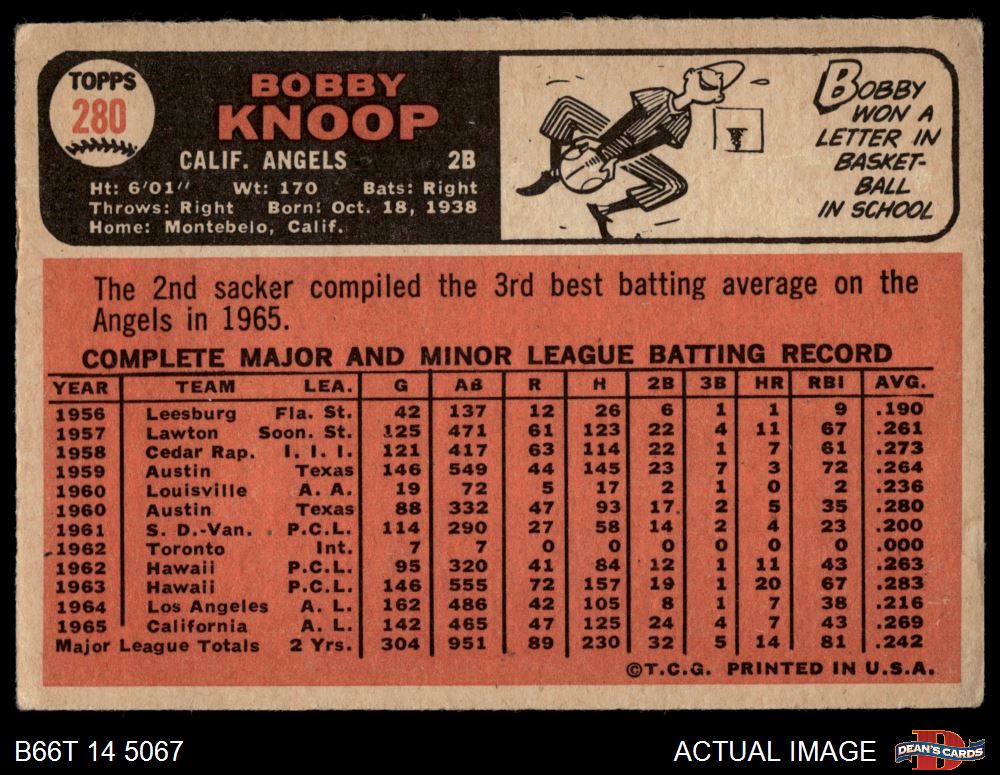 TOPPS
280
BOBBY
KNOOP
CALIF. ANGELS 2B
Ht: 6'01" Wt: 170 Bats: Right
Throws: Right Born: Oct. 18, 1938
Home: Montebelo, Calif.
BOBBY
WON A
LETTER IN
BASKET-
BALL
IN SCHOOL
The 2nd sacker compiled the 3rd best batting average on the
Angels in 1965.
COMPLETE MAJOR AND MINOR LEAGUE BATTING RECORD
YEAR TEAM LEA. G AB R H 2B 3B HR RBI AVG.
1956 Leesburg Fla. St. 42 137 12 26 6 1 1 9 .190
1957 Lawton Soon. St. 125 471 61 123 22 4 11 67 .261
1958 Cedar Rap. I. I. I. 121 417 63 114 22 1 7 61 .273
1959 Austin Texas 146 549 44 145 23 7 3 72 .264
1960 Louisville A. A. 19 72 5 17 2 1 0 2 .236
1960 Austin Texas 88 332 47 93 17 2 5 35 .280
1961 S. D.-Van. P.C.L. 114 290 27 58 14 2 4 23 .200
1962 Toronto Int. 7 7 0 0 0 0 0 0 .000
1962 Hawaii P.C.L. 95 320 41 84 12 1 11 43 .263
1963 Hawaii P.C.L. 146 555 72 157 19 1 20 67 .283
1964 Los Angeles A. L. 162 486 42 105 8 1 7 38 .216
1965 California A. L. 142 465 47 125 24 4 7 43 .269
Major League Totals 2 Yrs. 304 951 89 230 32 5 14 81 .242
©T.C.G. PRINTED IN U.S.A.
B66T 14 5067 ACTUAL IMAGE DEAN'S CARDS